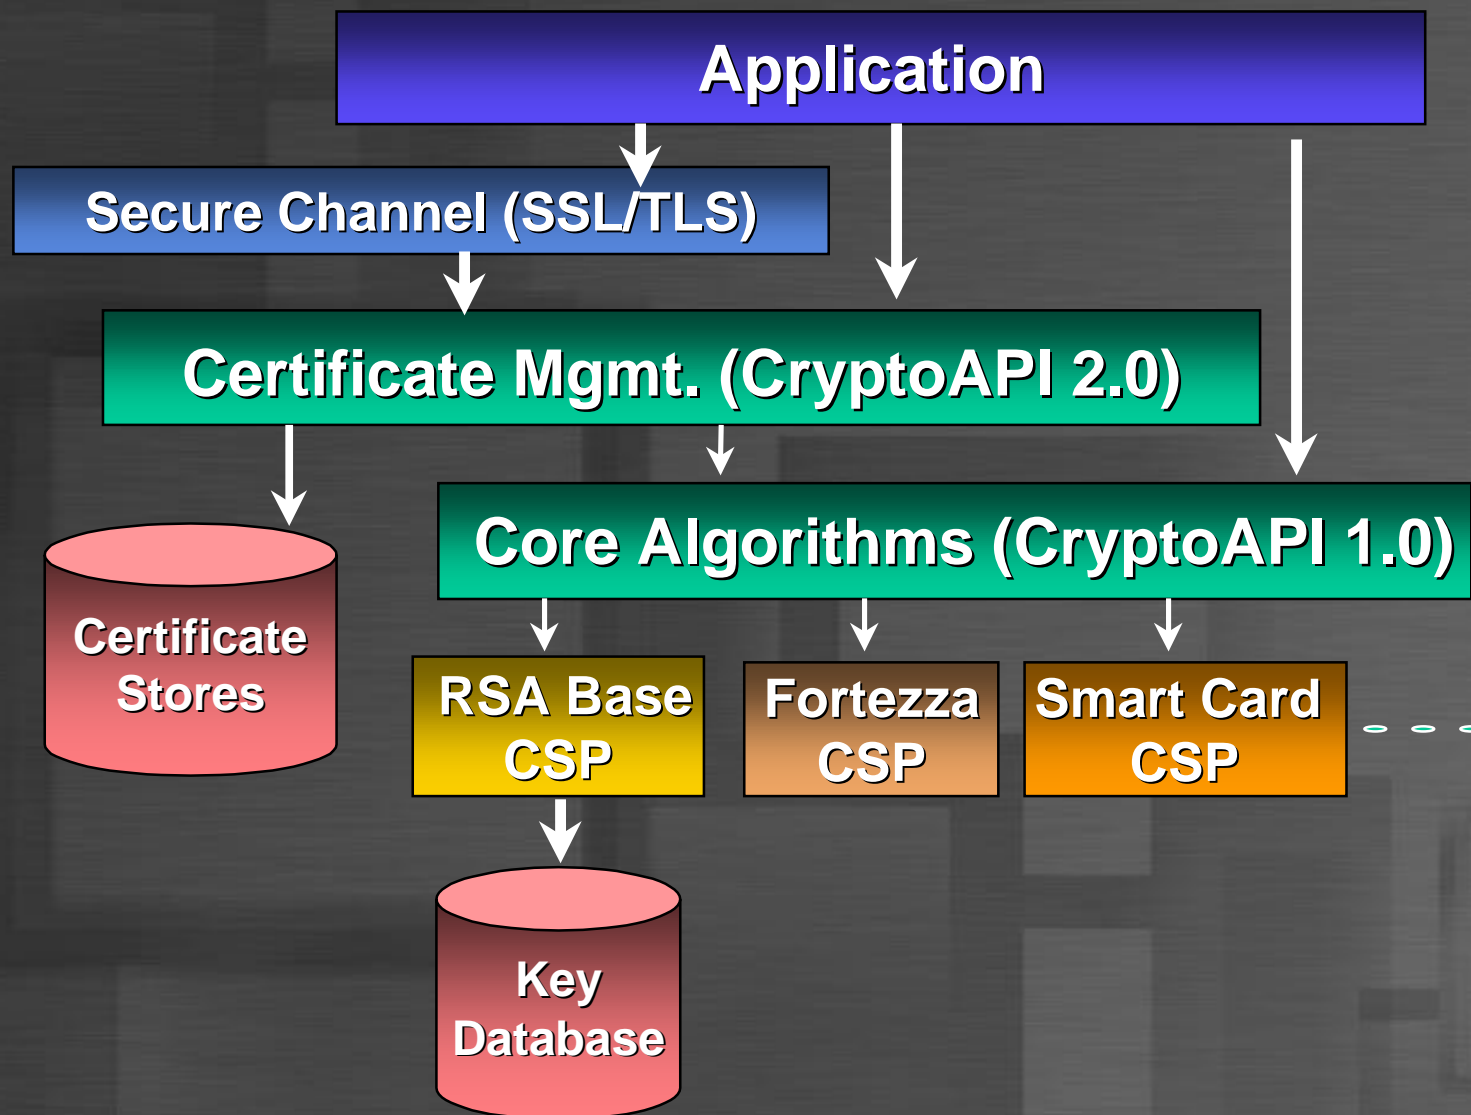 Application
Secure Channel (SSL/TLS)
Certificate Mgmt. (CryptoAPI 2.0)
Core Algorithms (CryptoAPI 1.0)
Certificate
Stores
RSA Base
CSP
Fortezza
CSP
Smart Card
CSP
Key
Database